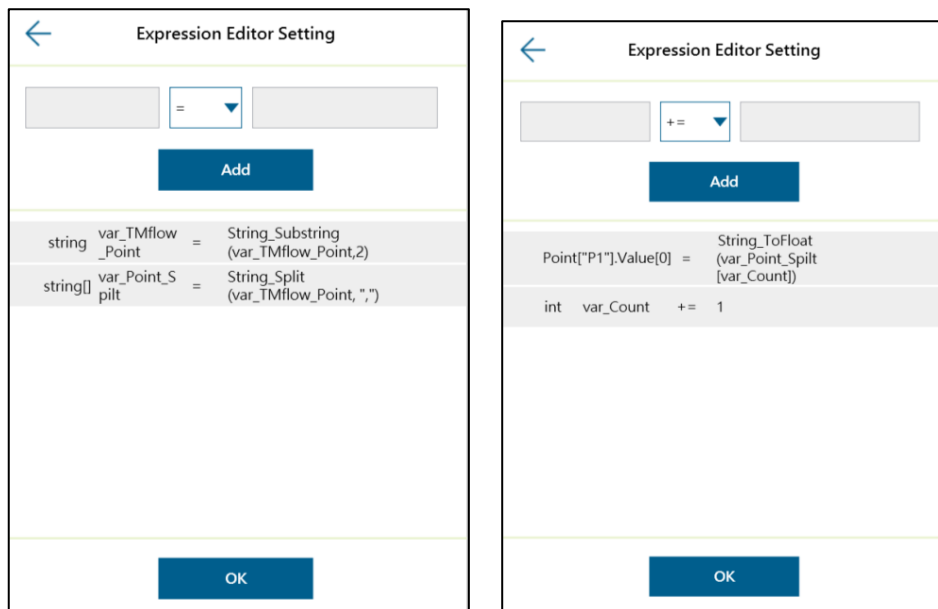 Expression Editor Setting
=
Add
string var_TMflow
_Point = String_Substring
(var_TMflow_Point,2)
string[] var_Point_S
pilt = String_Split
(var_TMflow_Point, ",")
OK
Expression Editor Setting
+=
Add
Point["P1"].Value[0] = String_ToFloat
(var_Point_Spilt
[var_Count])
int var_Count += 1
OK